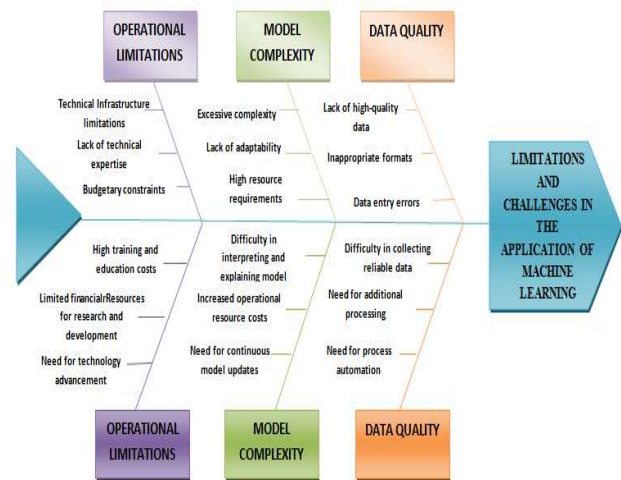 OPERATIONAL
LIMITATIONS
MODEL
COMPLEXITY
DATA QUALITY
Technical Infrastructure
limitations
Lack of technical
expertise
Budgetary constraints
Excessive complexity
Lack of adaptability
High resource
requirements
Lack of high-quality
data
Inappropriate formats
Data entry errors
LIMITATIONS
AND
CHALLENGES IN
THE
APPLICATION OF
MACHINE
LEARNING
High training and
education costs
Limited financialrResources
for research and
development
Need for technology
advancement
Difficulty in
interpreting and
explaining model
Increased operational
resource costs
Need for continuous
model updates
Difficulty in collecting
reliable data
Need for additional
processing
Need for process
automation
OPERATIONAL
LIMITATIONS
MODEL
COMPLEXITY
DATA QUALITY